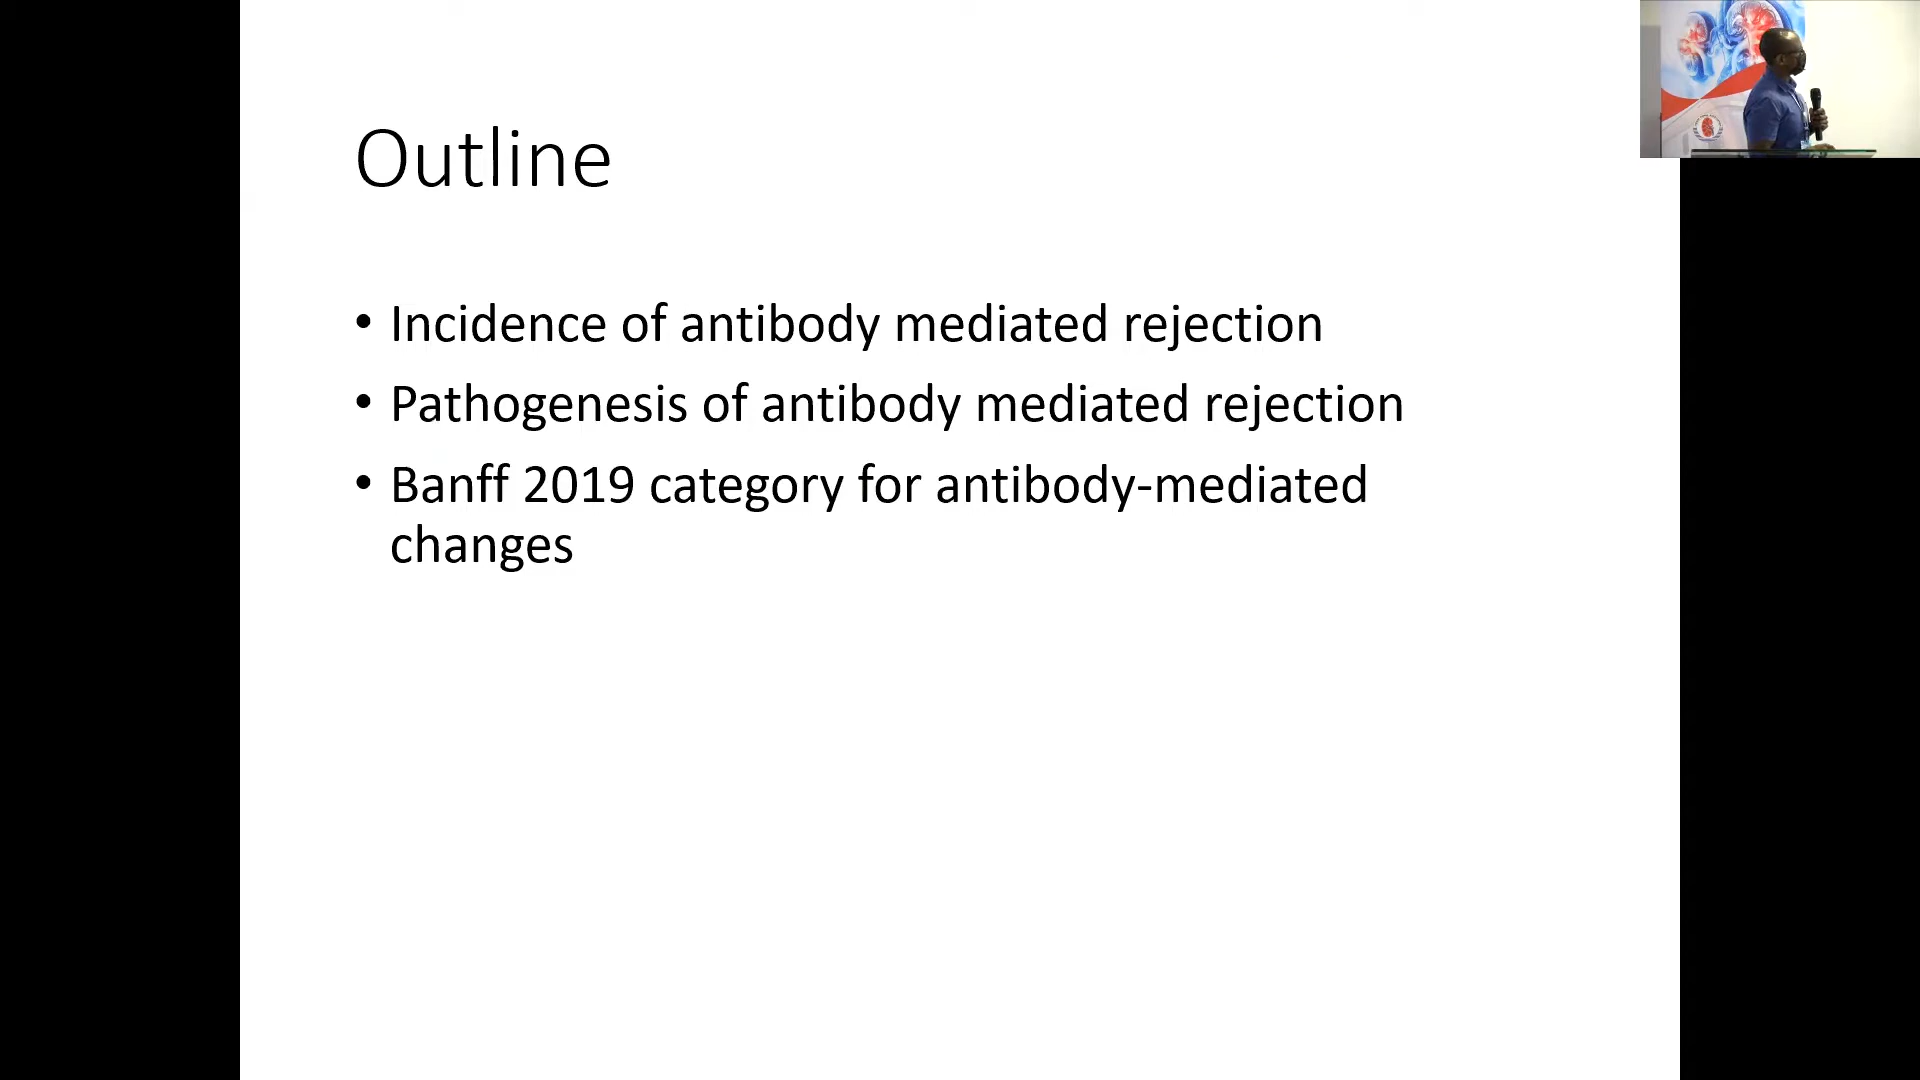 Outline
• Incidence of antibody mediated rejection
• Pathogenesis of antibody mediated rejection
• Banff 2019 category for antibody-mediated
changes